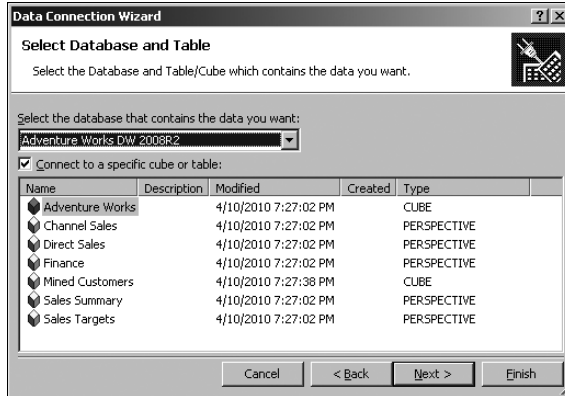 Data Connection Wizard
Select Database and Table
Select the Database and Table/Cube which contains the data you want.
Select the database that contains the data you want:
Adventure Works DW 2008R2
Connect to a specific cube or table:
Name Description Modified Created Type
Adventure Works 4/10/2010 7:27:02 PM CUBE
Channel Sales 4/10/2010 7:27:02 PM PERSPECTIVE
Direct Sales 4/10/2010 7:27:02 PM PERSPECTIVE
Finance 4/10/2010 7:27:02 PM PERSPECTIVE
Mined Customers 4/10/2010 7:27:38 PM CUBE
Sales Summary 4/10/2010 7:27:02 PM PERSPECTIVE
Sales Targets 4/10/2010 7:27:02 PM PERSPECTIVE
Cancel < Back Next > Finish